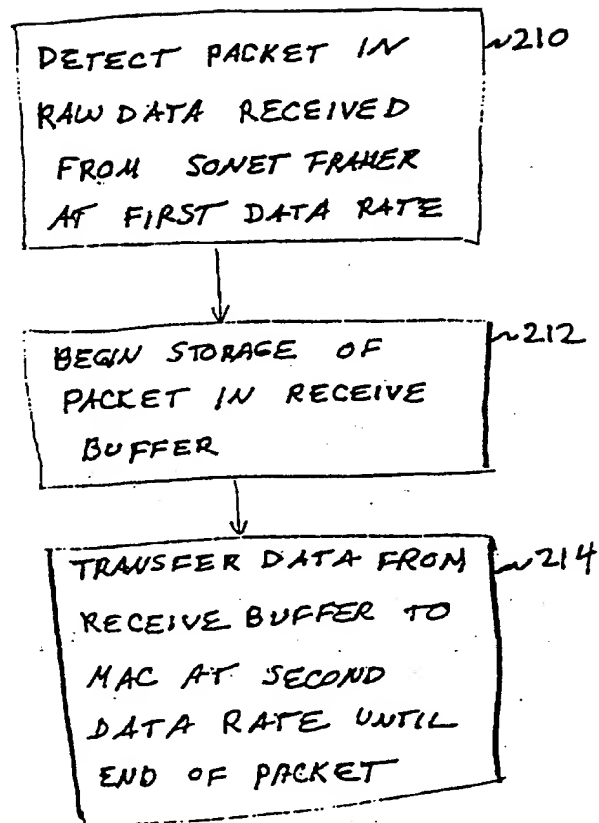 DETECT PACKET IN
RAW DATA RECEIVED
FROM SONET FRAMER
AT FIRST DATA RATE
210
BEGIN STORAGE OF
PACKET IN RECEIVE
BUFFER
212
TRANSFER DATA FROM
RECEIVE BUFFER TO
MAC AT SECOND
DATA RATE UNTIL
END OF PACKET
214